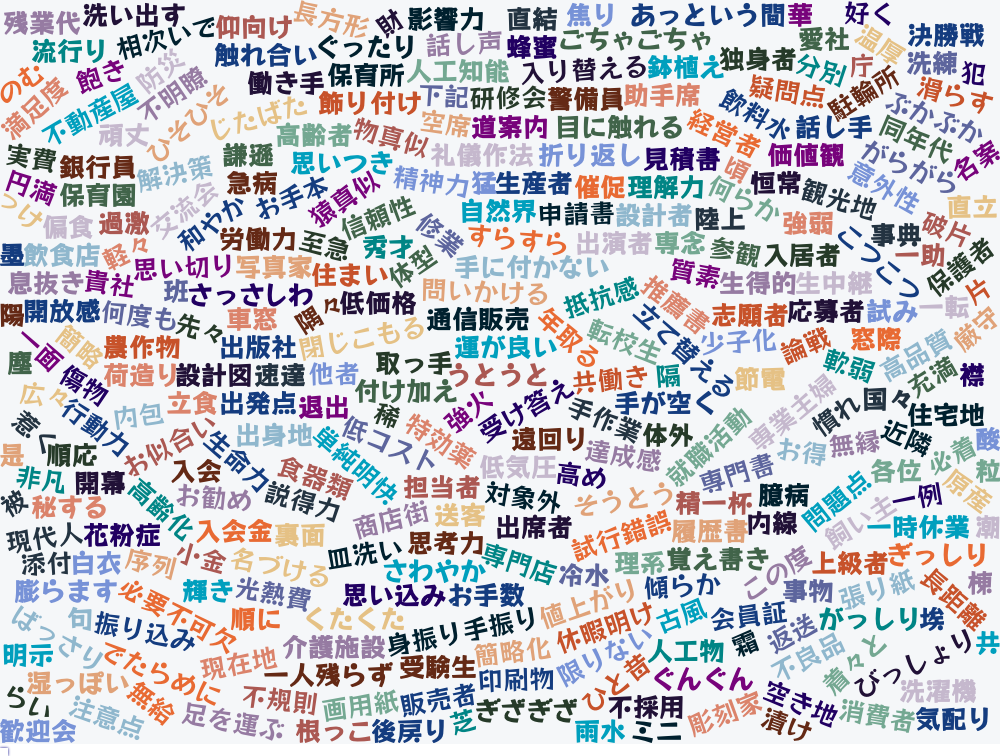 残業代 洗い出す 相次いで 仰向け 長方形 財 影響力 直結 焦り あっという間 華 好く
流行り 触れ合い ぐったり 話し声 蜂蜜 ごちゃごちゃ 独身者 愛社 温厚 決勝戦
のむ 飽き 防災 働き手 保育所 人工知能 入り替える 鉢植え 分別 庁 洗練 犯
満足度 不動産屋 不明瞭 飾り付け 下記 研修会 警備員 助手席 疑問点 駐輪所 滑らす
頑丈 ひそひそ じたばた 高齢者 物真似 空席 道案内 目に触れる 経営者 飲料水 話し手 同年代 ぶかぶか
実費 銀行員 解決策 謙遜 思いつき 礼儀作法 折り返し 見積書 頃 価値観 がらがら 名案
円満 保育園 急病 お手本 猿真似 精神力 猛 生産者 催促 理解力 何らか 恒常 観光地 意外性 直立
つけ 偏食 過激 交流会 和やか 信頼性 修業 自然界 申請書 設計者 陸上 強弱 事典 破片
墨 飲食店 軽々 労働力 至急 秀才 すらすら 出演者 専念 参観 入居者 こつこつ 一助 保護者
息抜き 貴社 思い切り 写真家 住まい 体型 手に付かない 質素 生得的 生中継
班 さっさしわ 々 低価格 問いかける 抵抗感 推薦書 片
陽 開放感 何度も 先々 車窓 隅 閉じこもる 通信販売 年取る 立て替える 志願者 応募者 試み 一転 厳守
塵 一面 簡略 農作物 出版社 取っ手 運が良い 転校生 少子化 論戦 窓際 高品質
傷物 荷造り 設計図 速達 他者 付け加え うとうと 共働き 隔 節電 軟弱 充満 襟
広々 行動力 内包 立食 出発点 退出 稀 強火 受け答え 手作業 手が空く 専業主婦 慣れ 国々 住宅地
惹く 順応 お似合い 生命力 出身地 単純明快 低コスト 特効薬 遠回り 体外 達成感 就職活動 お得 無縁 近隣 必着 酸
是 非凡 開幕 入会 食器類 低気圧 高め 専門書 各位 粒
被 秘する 高齢化 お勧め 説得力 担当者 対象外 そうとう 精一杯 臆病 問題点 一例 原産
現代人 花粉症 入会金 裏面 商店街 送客 出席者 試行錯誤 履歴書 内線 飼い主 一時休業 潮
添付 白衣 序列 小金 名づける 皿洗い 思考力 専門店 冷水 理系 覚え書き この度 上級者 ぎっしり
膨らます 必要不可欠 輝き 光熱費 さわやか 思い込み お手数 値上がり 傾らか 事物 張り紙 長距離 棟
ばっさり 句 振り込み 順に くたくた 介護施設 身振り手振り 簡略化 休暇明け 古風 会員証 返送 がっしり 埃
明示 でたらめに 現在地 一人残らず 受験生 印刷物 限りない 人工物 霜 不良品 着々と びっしょり 共
らい 湿っぽい 無給 不規則 画用紙 販売者 ぎざぎざ ひと昔 ぐんぐん 不採用 空き地 洗濯機
歓迎会 注意点 足を運ぶ 根っこ 後戻り 芝 雨水 ミニ 彫刻家 漬け 消費者 気配り